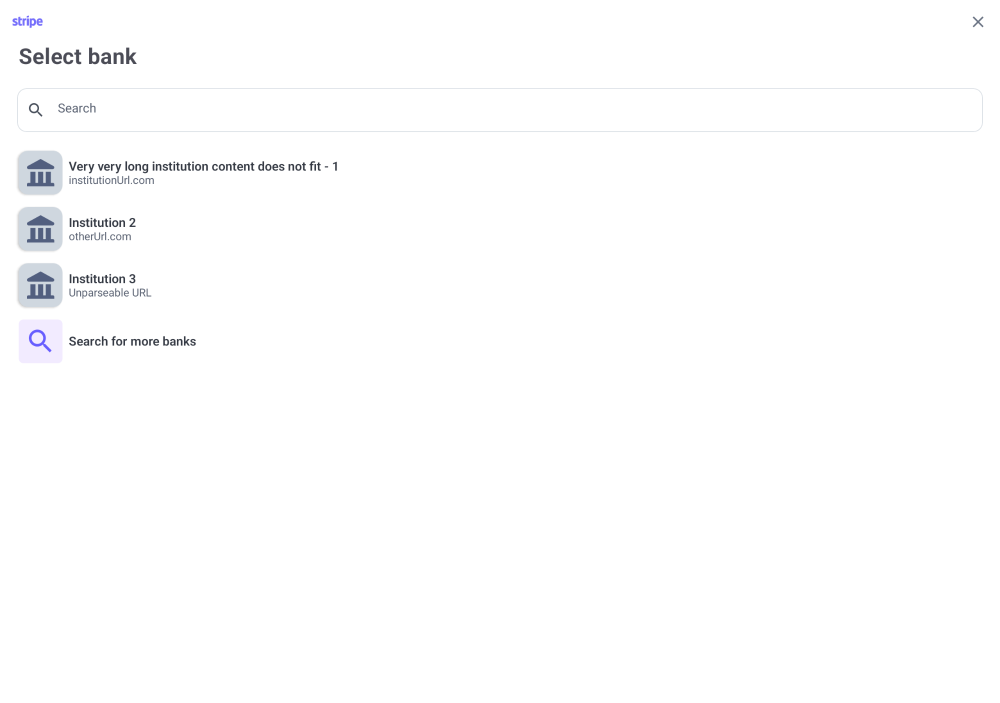 stripe
Select bank
Search
Very very long institution content does not fit - 1
institutionUrl.com
Institution 2
otherUrl.com
Institution 3
Unparseable URL
Search for more banks